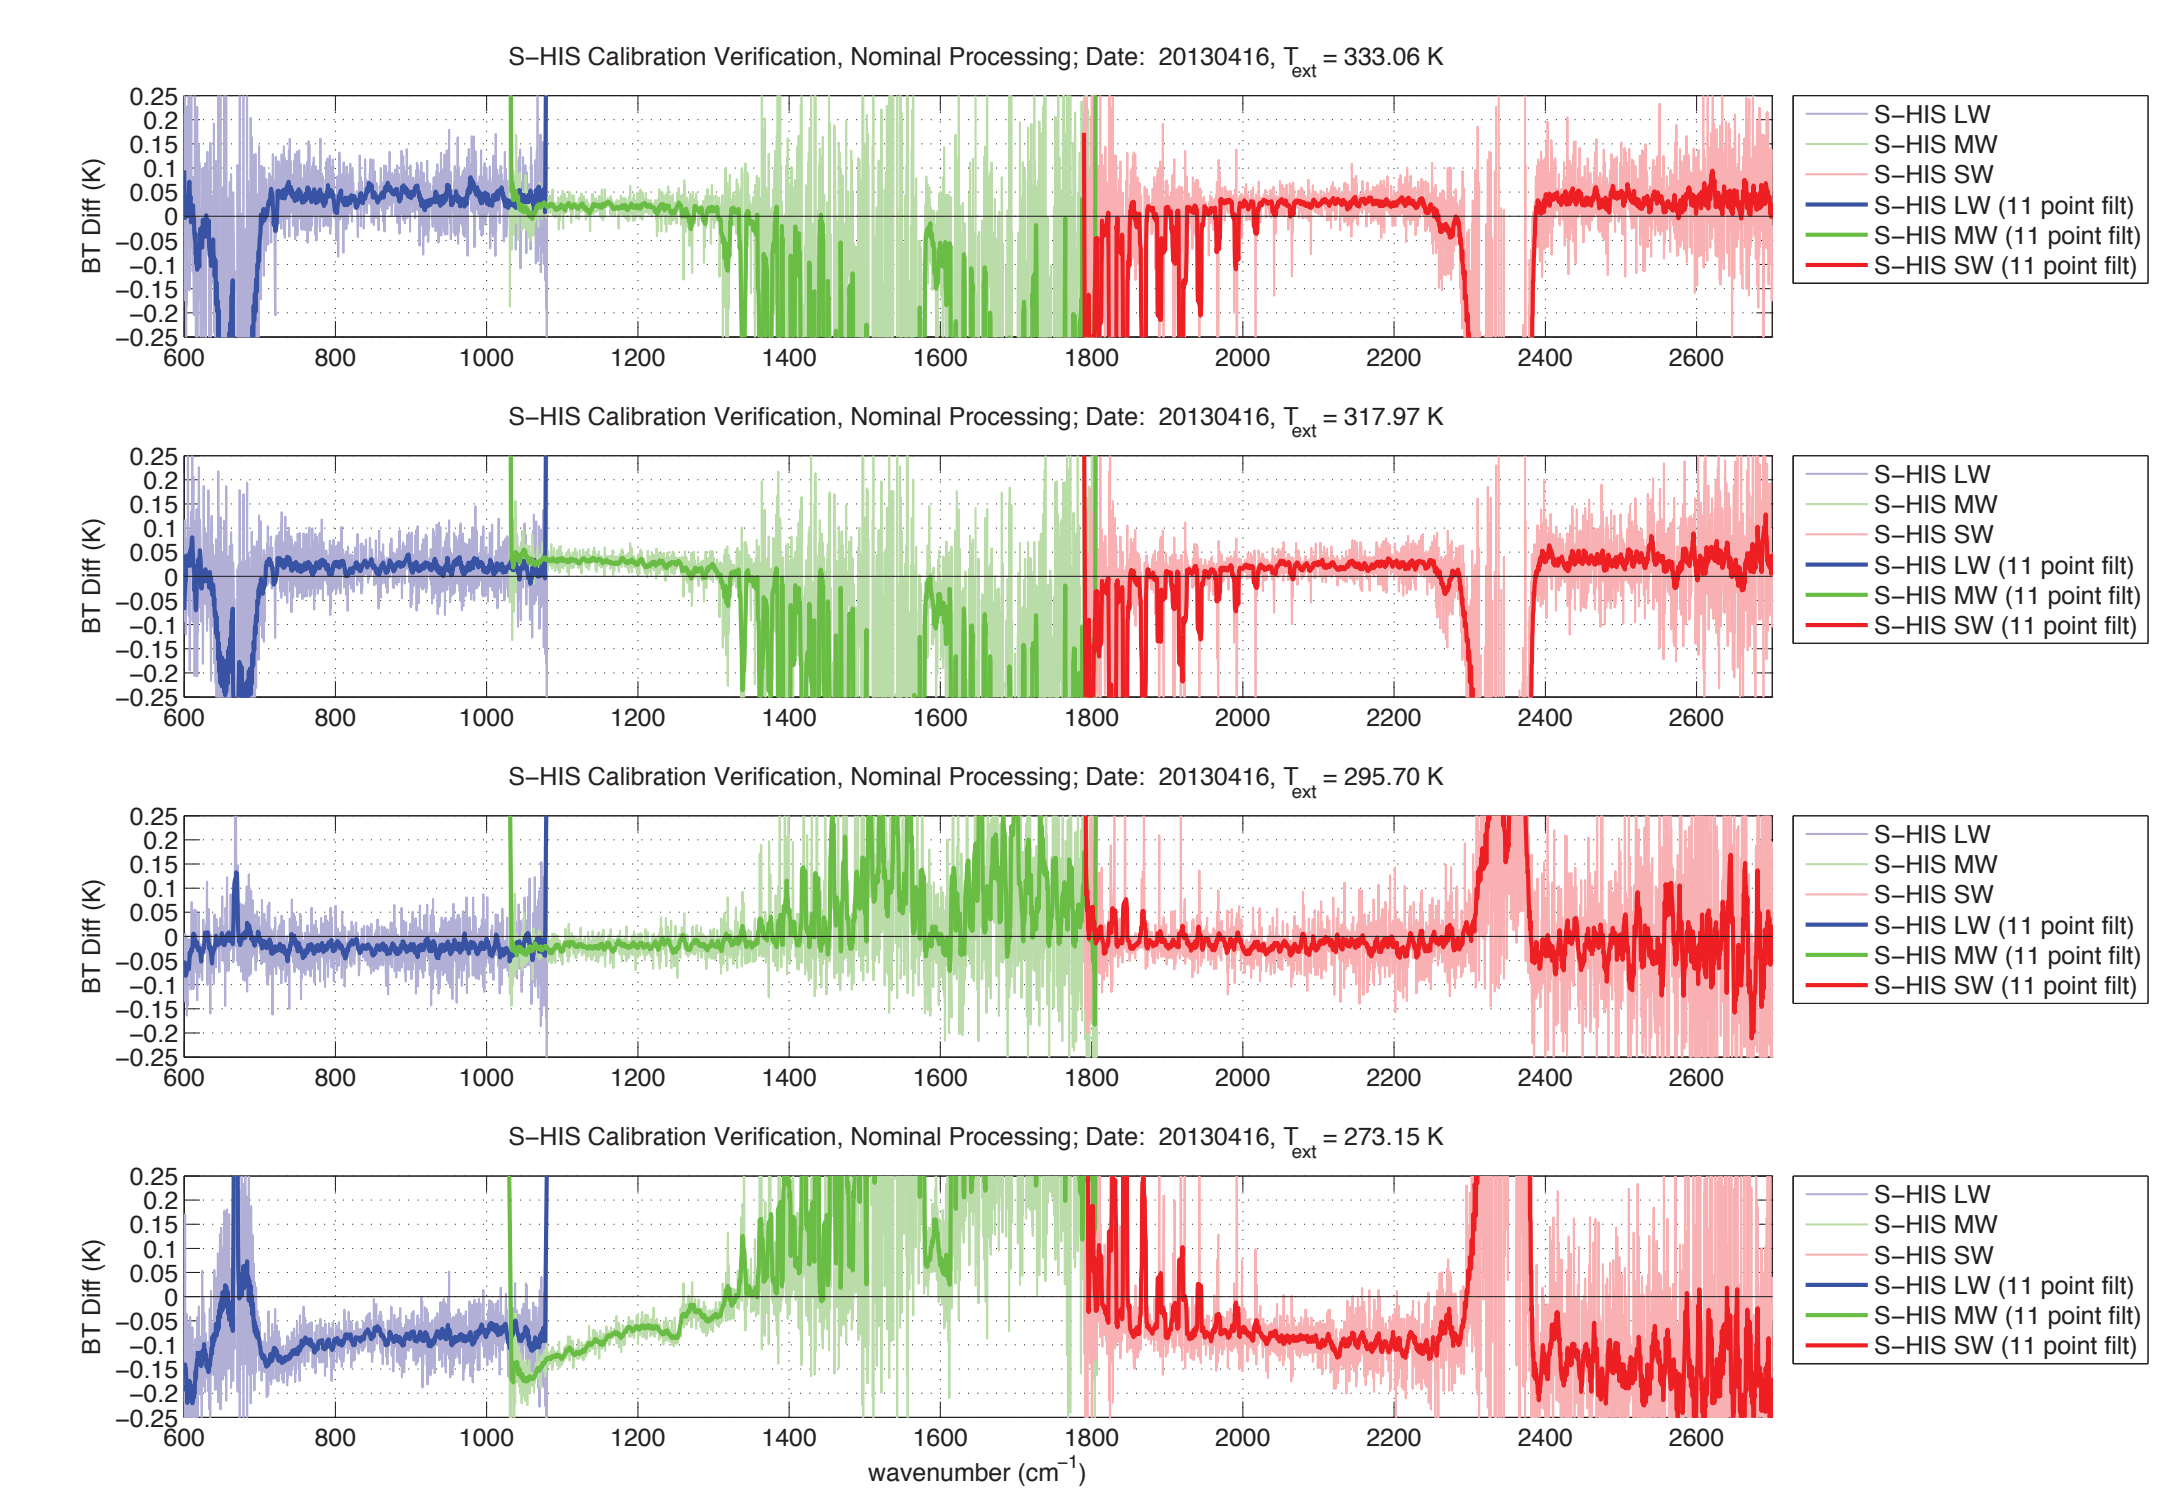 S−HIS Calibration Verification, Nominal Processing; Date: 20130416, T_ext = 333.06 K
0.25
0.2
0.15
0.1
0.05
0
−0.05
−0.1
−0.15
−0.2
−0.25
BT Diff (K)
600 800 1000 1200 1400 1600 1800 2000 2200 2400 2600
S−HIS LW
S−HIS MW
S−HIS SW
S−HIS LW (11 point filt)
S−HIS MW (11 point filt)
S−HIS SW (11 point filt)
S−HIS Calibration Verification, Nominal Processing; Date: 20130416, T_ext = 317.97 K
0.25
0.2
0.15
0.1
0.05
0
−0.05
−0.1
−0.15
−0.2
−0.25
BT Diff (K)
600 800 1000 1200 1400 1600 1800 2000 2200 2400 2600
S−HIS LW
S−HIS MW
S−HIS SW
S−HIS LW (11 point filt)
S−HIS MW (11 point filt)
S−HIS SW (11 point filt)
S−HIS Calibration Verification, Nominal Processing; Date: 20130416, T_ext = 295.70 K
0.25
0.2
0.15
0.1
0.05
0
−0.05
−0.1
−0.15
−0.2
−0.25
BT Diff (K)
600 800 1000 1200 1400 1600 1800 2000 2200 2400 2600
S−HIS LW
S−HIS MW
S−HIS SW
S−HIS LW (11 point filt)
S−HIS MW (11 point filt)
S−HIS SW (11 point filt)
S−HIS Calibration Verification, Nominal Processing; Date: 20130416, T_ext = 273.15 K
0.25
0.2
0.15
0.1
0.05
0
−0.05
−0.1
−0.15
−0.2
−0.25
BT Diff (K)
600 800 1000 1200 1400 1600 1800 2000 2200 2400 2600
wavenumber (cm⁻¹)
S−HIS LW
S−HIS MW
S−HIS SW
S−HIS LW (11 point filt)
S−HIS MW (11 point filt)
S−HIS SW (11 point filt)